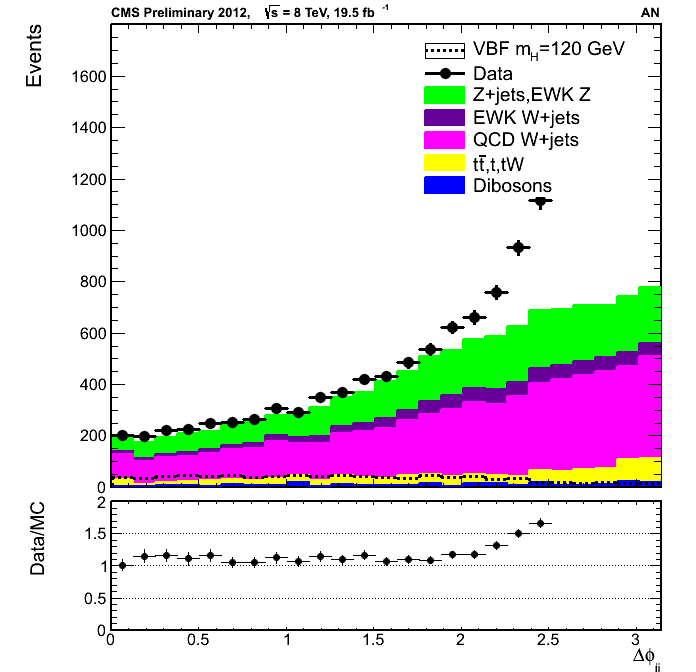 CMS Preliminary 2012, √s = 8 TeV, 19.5 fb⁻¹ AN
Events
VBF m_H=120 GeV
Data
Z+jets,EWK Z
EWK W+jets
QCD W+jets
tt̄,t,tW
Dibosons
1600
1400
1200
1000
800
600
400
200
0
Data/MC
2
1.5
1
0.5
0
0 0.5 1 1.5 2 2.5 3
Δϕ_jj